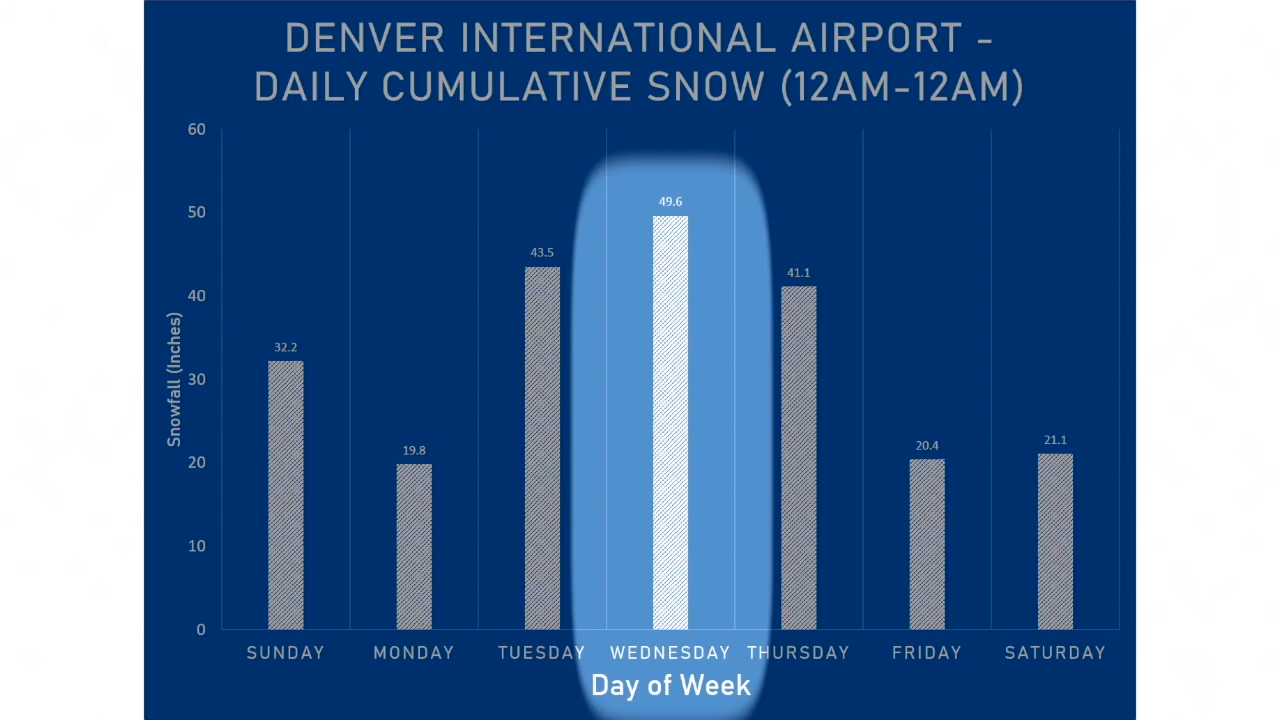 DENVER INTERNATIONAL AIRPORT -
DAILY CUMULATIVE SNOW (12AM-12AM)
60
50
40
30
20
10
0
Snowfall (Inches)
32.2
19.8
43.5
49.6
41.1
20.4
21.1
SUNDAY MONDAY TUESDAY WEDNESDAY THURSDAY FRIDAY SATURDAY
Day of Week